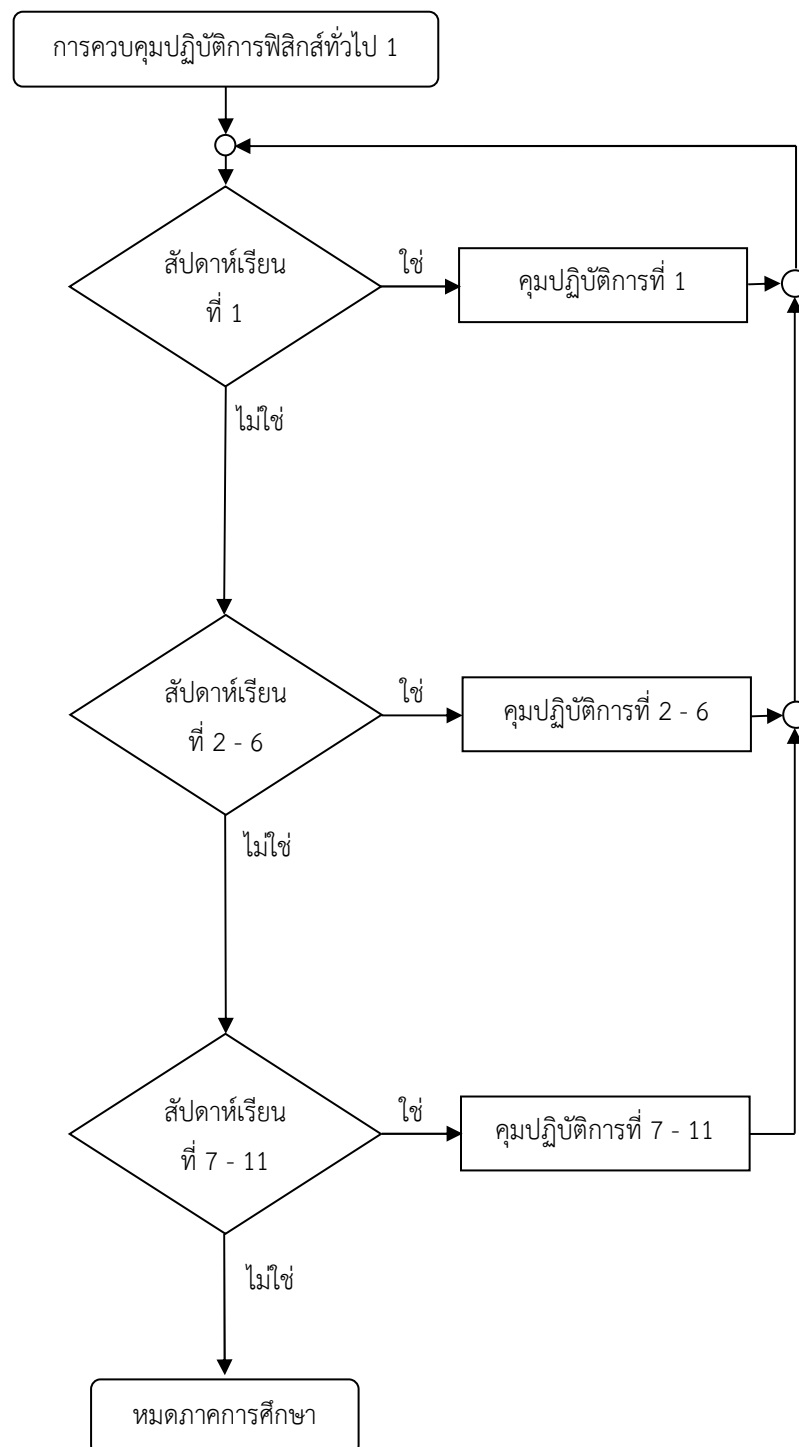 การควบคุมปฏิบัติการฟิสิกส์ทั่วไป 1
สัปดาห์เรียน
ที่ 1
ใช่
คุมปฏิบัติการที่ 1
ไม่ใช่
สัปดาห์เรียน
ที่ 2 - 6
ใช่
คุมปฏิบัติการที่ 2 - 6
ไม่ใช่
สัปดาห์เรียน
ที่ 7 - 11
ใช่
คุมปฏิบัติการที่ 7 - 11
ไม่ใช่
หมดภาคการศึกษา